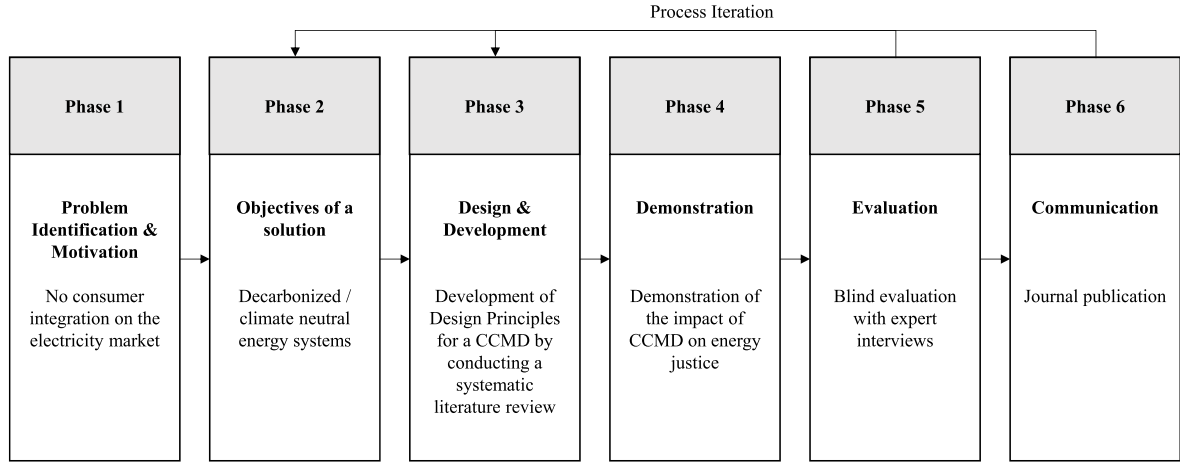 Process Iteration
Phase 1
Phase 2
Phase 3
Phase 4
Phase 5
Phase 6
Problem
Identification &
Motivation
No consumer
integration on the
electricity market
Objectives of a
solution
Decarbonized /
climate neutral
energy systems
Design &
Development
Development of
Design Principles
for a CCMD by
conducting a
systematic
literature review
Demonstration
Demonstration of
the impact of
CCMD on energy
justice
Evaluation
Blind evaluation
with expert
interviews
Communication
Journal publication